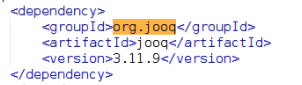 <dependency>
<groupId>org.jooq</groupId>
<artifactId>jooq</artifactId>
<version>3.11.9</version>
</dependency>